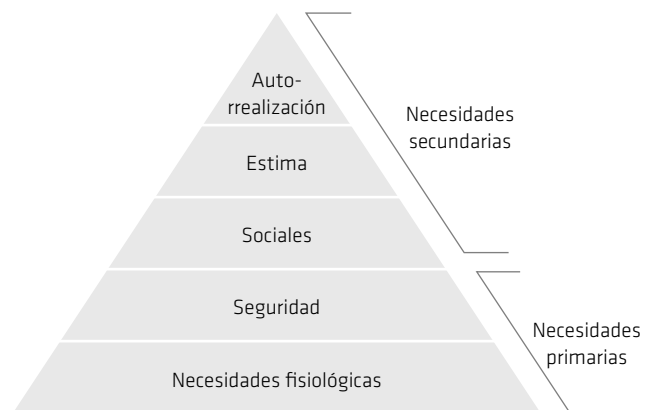 Auto-
rrealización
Necesidades
secundarias
Estima
Sociales
Seguridad
Necesidades
primarias
Necesidades fisiológicas